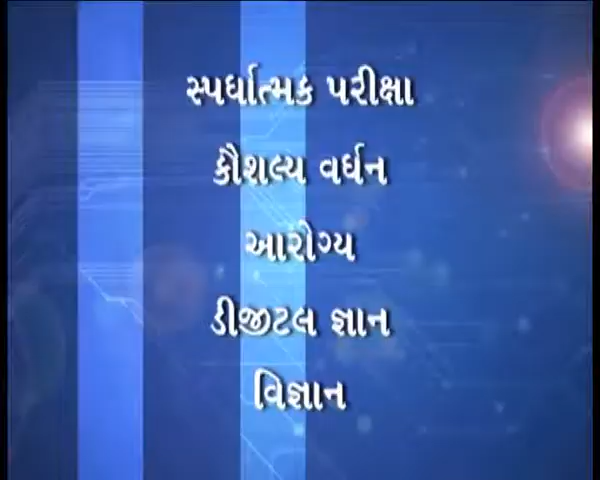 સ્પર્ધાત્મક પરીક્ષા
કૌશલ્ય વર્ધન
આરોગ્ય
ડીજીટલ જ્ઞાન
વિજ્ઞાન